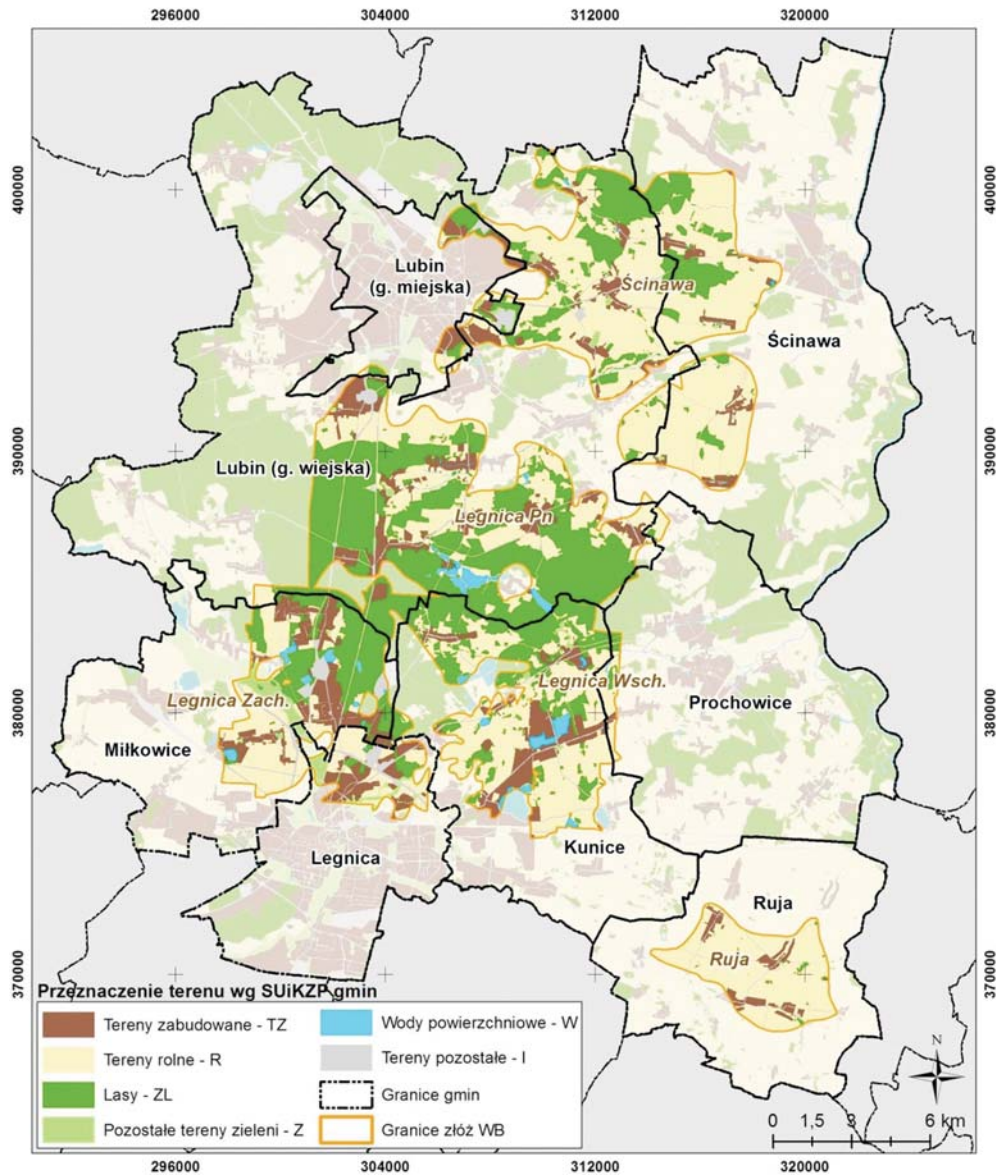 296000 304000 312000 320000
400000 400000
Lubin
(g. miejska)
Ścinawa
Ścinawa
390000 390000
Lubin (g. wiejska)
Legnica Pn
Legnica Zach.
Legnica Wsch.
380000 380000
Miłkowice
Prochowice
Legnica
Kunice
Ruja
370000 370000
Ruja
Przeznaczenie terenu wg SUiKZP gmin
Tereny zabudowane - TZ
Wody powierzchniowe - W
Tereny rolne - R
Tereny pozostałe - I
Lasy - ZL
Granice gmin
Pozostałe tereny zieleni - Z
Granice złóż WB
N
0 1,5 3 6 km
296000 304000 312000 320000